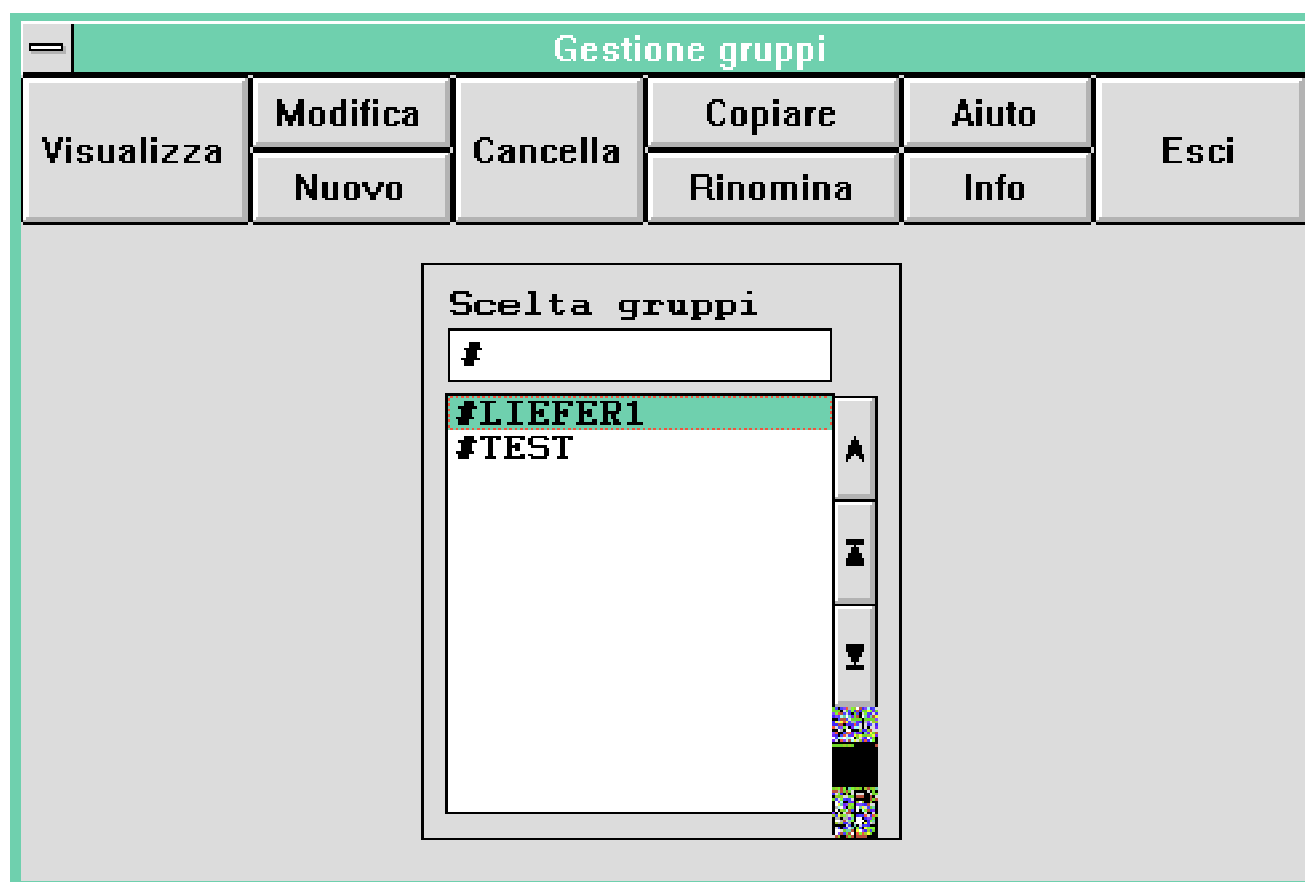 Gestione gruppi
Visualizza
Modifica
Nuovo
Cancella
Copiare
Rinomina
Aiuto
Info
Esci
Scelta gruppi
#
#LIEFER1
#TEST